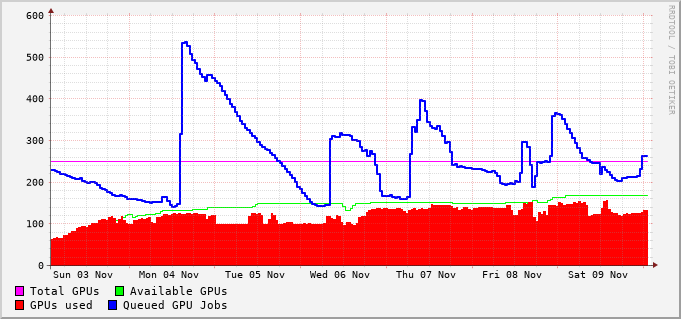 600
500
400
300
200
100
0
Sun 03 Nov Mon 04 Nov Tue 05 Nov Wed 06 Nov Thu 07 Nov Fri 08 Nov Sat 09 Nov
Total GPUs Available GPUs
GPUs used Queued GPU Jobs
RRDTOOL / TOBI OETIKER